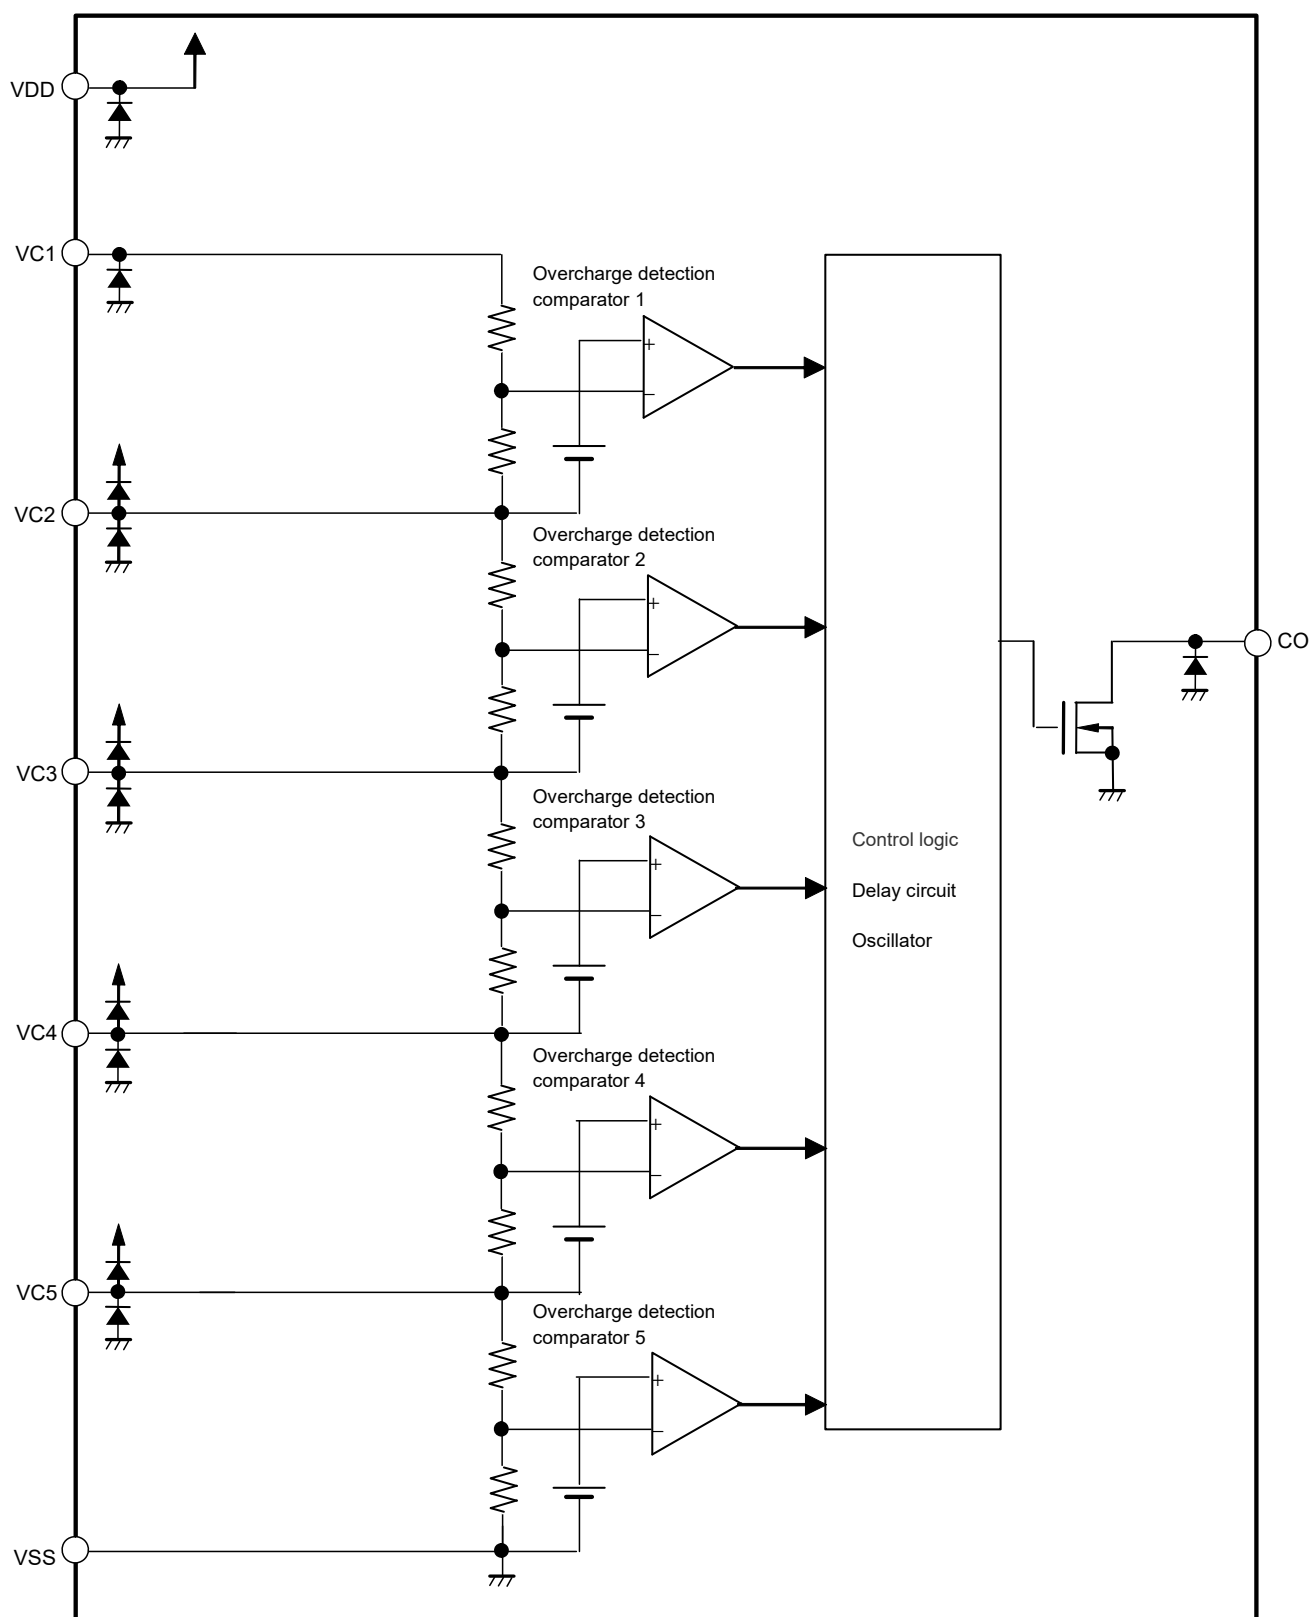 VDD
VC1
Overcharge detection
comparator 1
+
−
VC2
Overcharge detection
comparator 2
+
−
CO
VC3
Overcharge detection
comparator 3
+
−
Control logic
Delay circuit
Oscillator
VC4
Overcharge detection
comparator 4
+
−
VC5
Overcharge detection
comparator 5
+
−
VSS